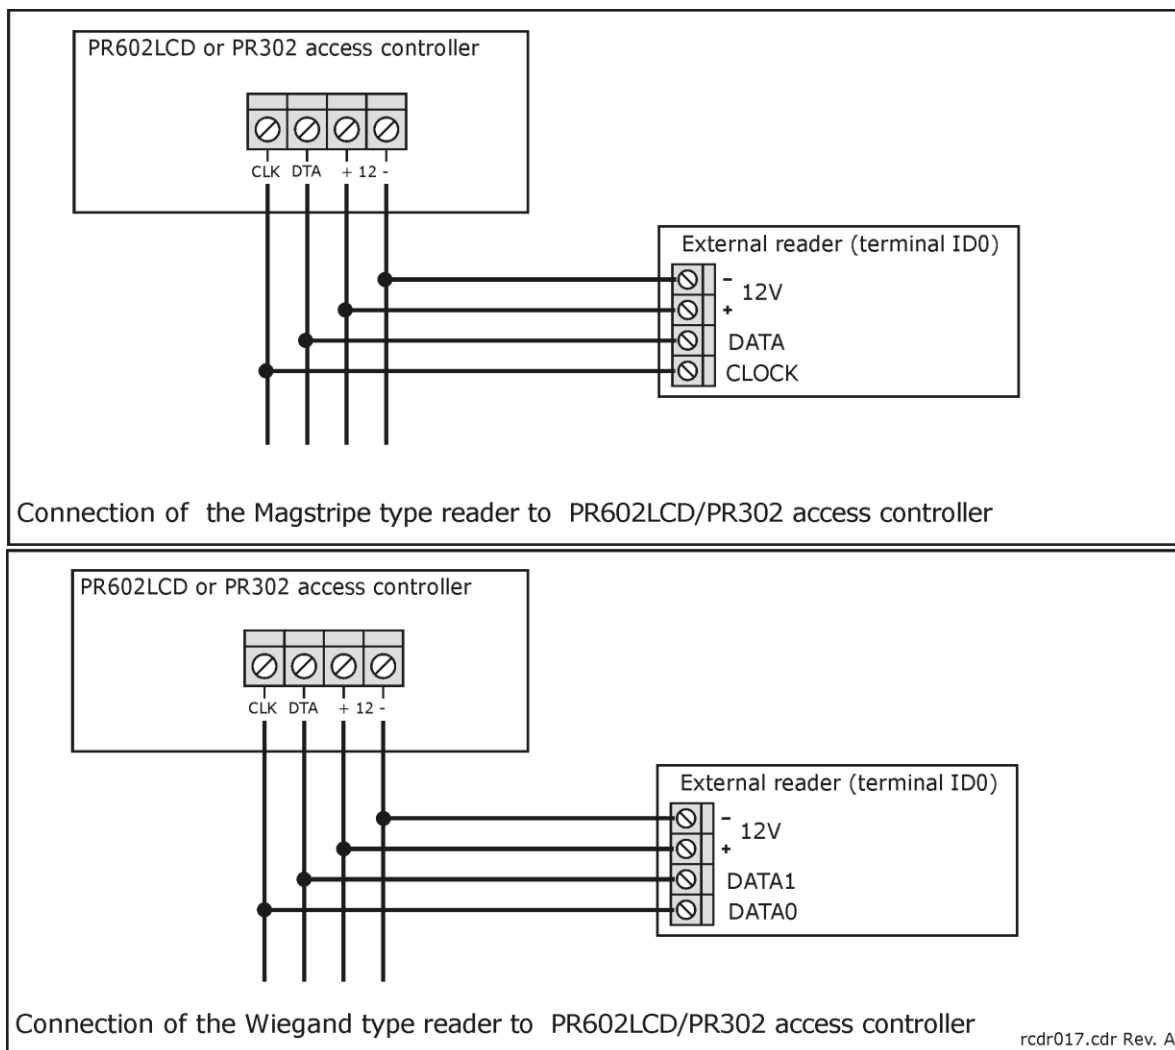 PR602LCD or PR302 access controller
CLK DTA + 12 -
External reader (terminal ID0)
-
12V
+
DATA
CLOCK
Connection of the Magstripe type reader to PR602LCD/PR302 access controller
PR602LCD or PR302 access controller
CLK DTA + 12 -
External reader (terminal ID0)
-
12V
+
DATA1
DATA0
Connection of the Wiegand type reader to PR602LCD/PR302 access controller
rcdr017.cdr Rev. A